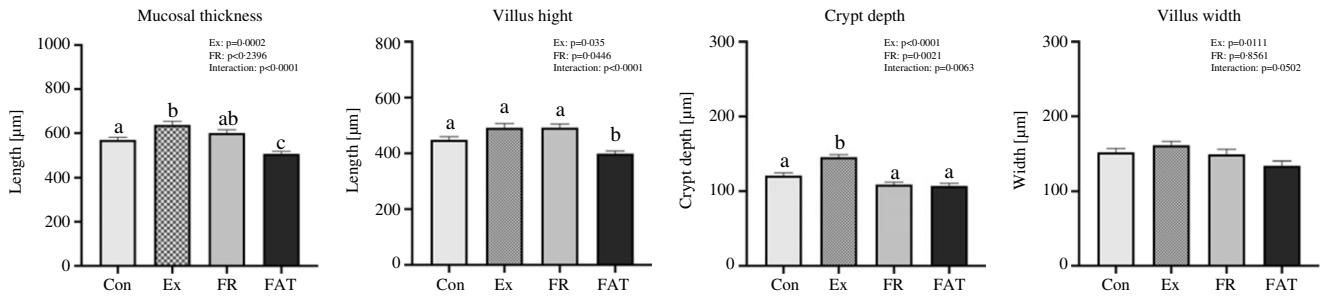 Mucosal thickness
Ex: p=0·0002
FR: p<0·2396
Interaction: p<0·0001
Length [μm]
1000
800
600
400
200
0
a
b
ab
c
Con Ex FR FAT
Villus hight
Ex: p=0·035
FR: p=0·0446
Interaction: p<0·0001
Length [μm]
800
600
400
200
0
a
a
a
b
Con Ex FR FAT
Crypt depth
Ex: p<0·0001
FR: p=0·0021
Interaction: p=0·0063
Crypt depth [μm]
300
200
100
0
a
b
a
a
Con Ex FR FAT
Villus width
Ex: p=0·0111
FR: p=0·8561
Interaction: p=0·0502
Width [μm]
300
200
100
0
Con Ex FR FAT